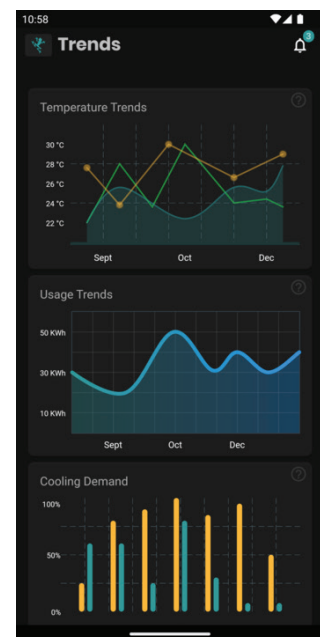 10:58
Trends
3
Temperature Trends
?
30 °C
28 °C
26 °C
24 °C
22 °C
Sept Oct Dec
Usage Trends
?
50 KWh
30 KWh
10 KWh
Sept Oct Dec
Cooling Demand
?
100%
50%
0%